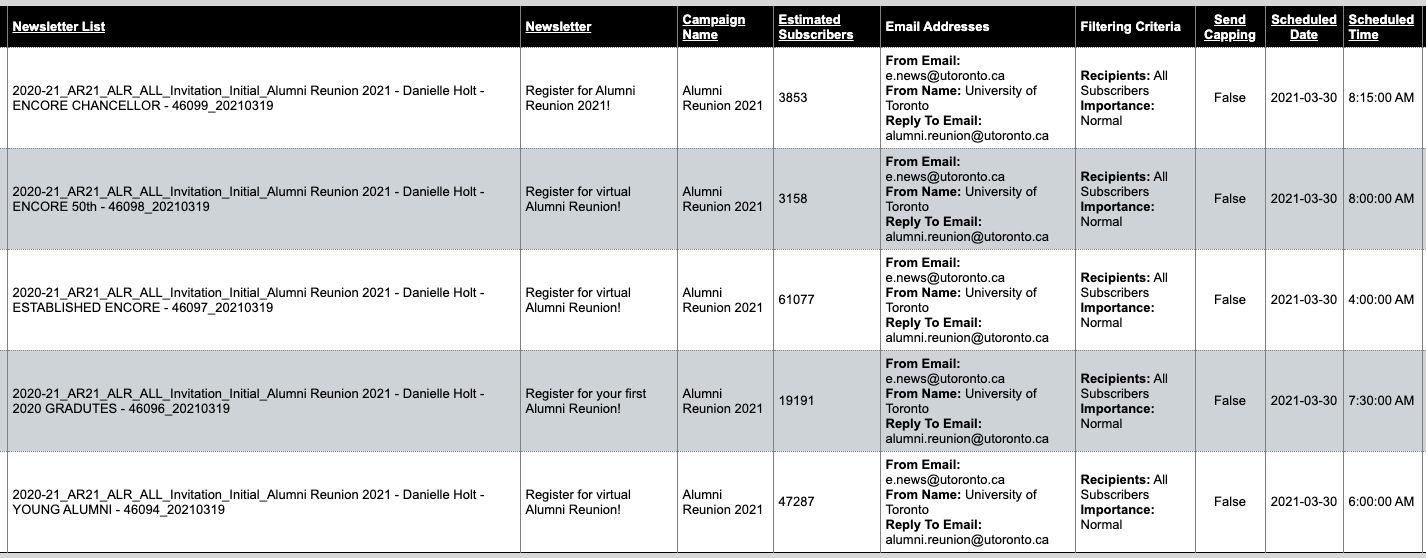 Newsletter List
Newsletter
Campaign
Name
Estimated
Subscribers
Email Addresses
Filtering Criteria
Send
Capping
Scheduled
Date
Scheduled
Time
2020-21_AR21_ALR_ALL_Invitation_Initial_Alumni Reunion 2021 - Danielle Holt -
ENCORE CHANCELLOR - 46099_20210319
Register for Alumni
Reunion 2021!
Alumni
Reunion 2021
3853
From Email:
e.news@utoronto.ca
From Name: University of
Toronto
Reply To Email:
alumni.reunion@utoronto.ca
Recipients: All
Subscribers
Importance:
Normal
False
2021-03-30
8:15:00 AM
2020-21_AR21_ALR_ALL_Invitation_Initial_Alumni Reunion 2021 - Danielle Holt -
ENCORE 50th - 46098_20210319
Register for virtual
Alumni Reunion!
Alumni
Reunion 2021
3158
From Email:
e.news@utoronto.ca
From Name: University of
Toronto
Reply To Email:
alumni.reunion@utoronto.ca
Recipients: All
Subscribers
Importance:
Normal
False
2021-03-30
8:00:00 AM
2020-21_AR21_ALR_ALL_Invitation_Initial_Alumni Reunion 2021 - Danielle Holt -
ESTABLISHED ENCORE - 46097_20210319
Register for virtual
Alumni Reunion!
Alumni
Reunion 2021
61077
From Email:
e.news@utoronto.ca
From Name: University of
Toronto
Reply To Email:
alumni.reunion@utoronto.ca
Recipients: All
Subscribers
Importance:
Normal
False
2021-03-30
4:00:00 AM
2020-21_AR21_ALR_ALL_Invitation_Initial_Alumni Reunion 2021 - Danielle Holt -
2020 GRADUTES - 46096_20210319
Register for your first
Alumni Reunion!
Alumni
Reunion 2021
19191
From Email:
e.news@utoronto.ca
From Name: University of
Toronto
Reply To Email:
alumni.reunion@utoronto.ca
Recipients: All
Subscribers
Importance:
Normal
False
2021-03-30
7:30:00 AM
2020-21_AR21_ALR_ALL_Invitation_Initial_Alumni Reunion 2021 - Danielle Holt -
YOUNG ALUMNI - 46094_20210319
Register for virtual
Alumni Reunion!
Alumni
Reunion 2021
47287
From Email:
e.news@utoronto.ca
From Name: University of
Toronto
Reply To Email:
alumni.reunion@utoronto.ca
Recipients: All
Subscribers
Importance:
Normal
False
2021-03-30
6:00:00 AM